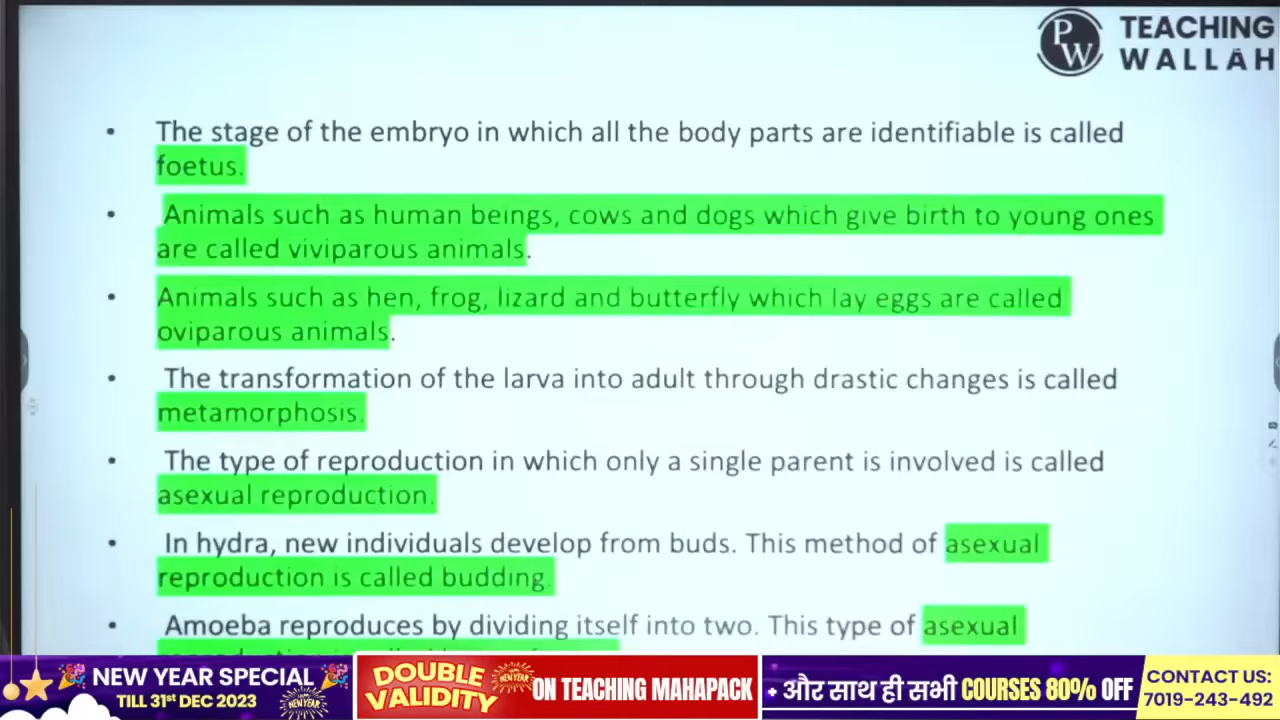 PW TEACHING
WALLAH
• The stage of the embryo in which all the body parts are identifiable is called
foetus.
• Animals such as human beings, cows and dogs which give birth to young ones
are called viviparous animals.
• Animals such as hen, frog, lizard and butterfly which lay eggs are called
oviparous animals.
• The transformation of the larva into adult through drastic changes is called
metamorphosis.
• The type of reproduction in which only a single parent is involved is called
asexual reproduction.
• In hydra, new individuals develop from buds. This method of asexual
reproduction is called budding.
• Amoeba reproduces by dividing itself into two. This type of asexual
NEW YEAR SPECIAL
TILL 31st DEC 2023
NEW YEAR
DOUBLE
VALIDITY
NEW YEAR
ON TEACHING MAHAPACK
+ और साथ ही सभी COURSES 80% OFF
CONTACT US:
7019-243-492